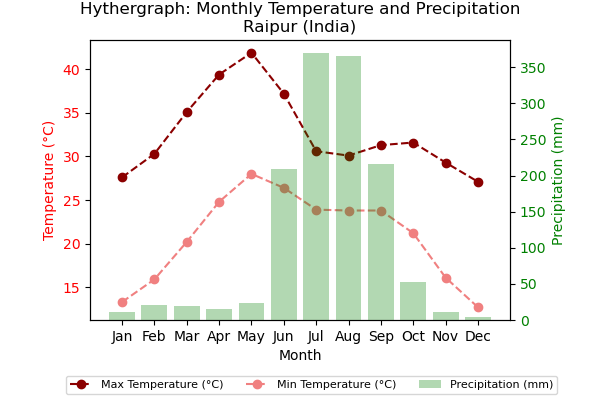 Hythergraph: Monthly Temperature and Precipitation
Raipur (India)
Temperature (°C)
40
35
30
25
20
15
350
300
250
200
150
100
50
0
Precipitation (mm)
Jan Feb Mar Apr May Jun Jul Aug Sep Oct Nov Dec
Month
Max Temperature (°C) Min Temperature (°C) Precipitation (mm)